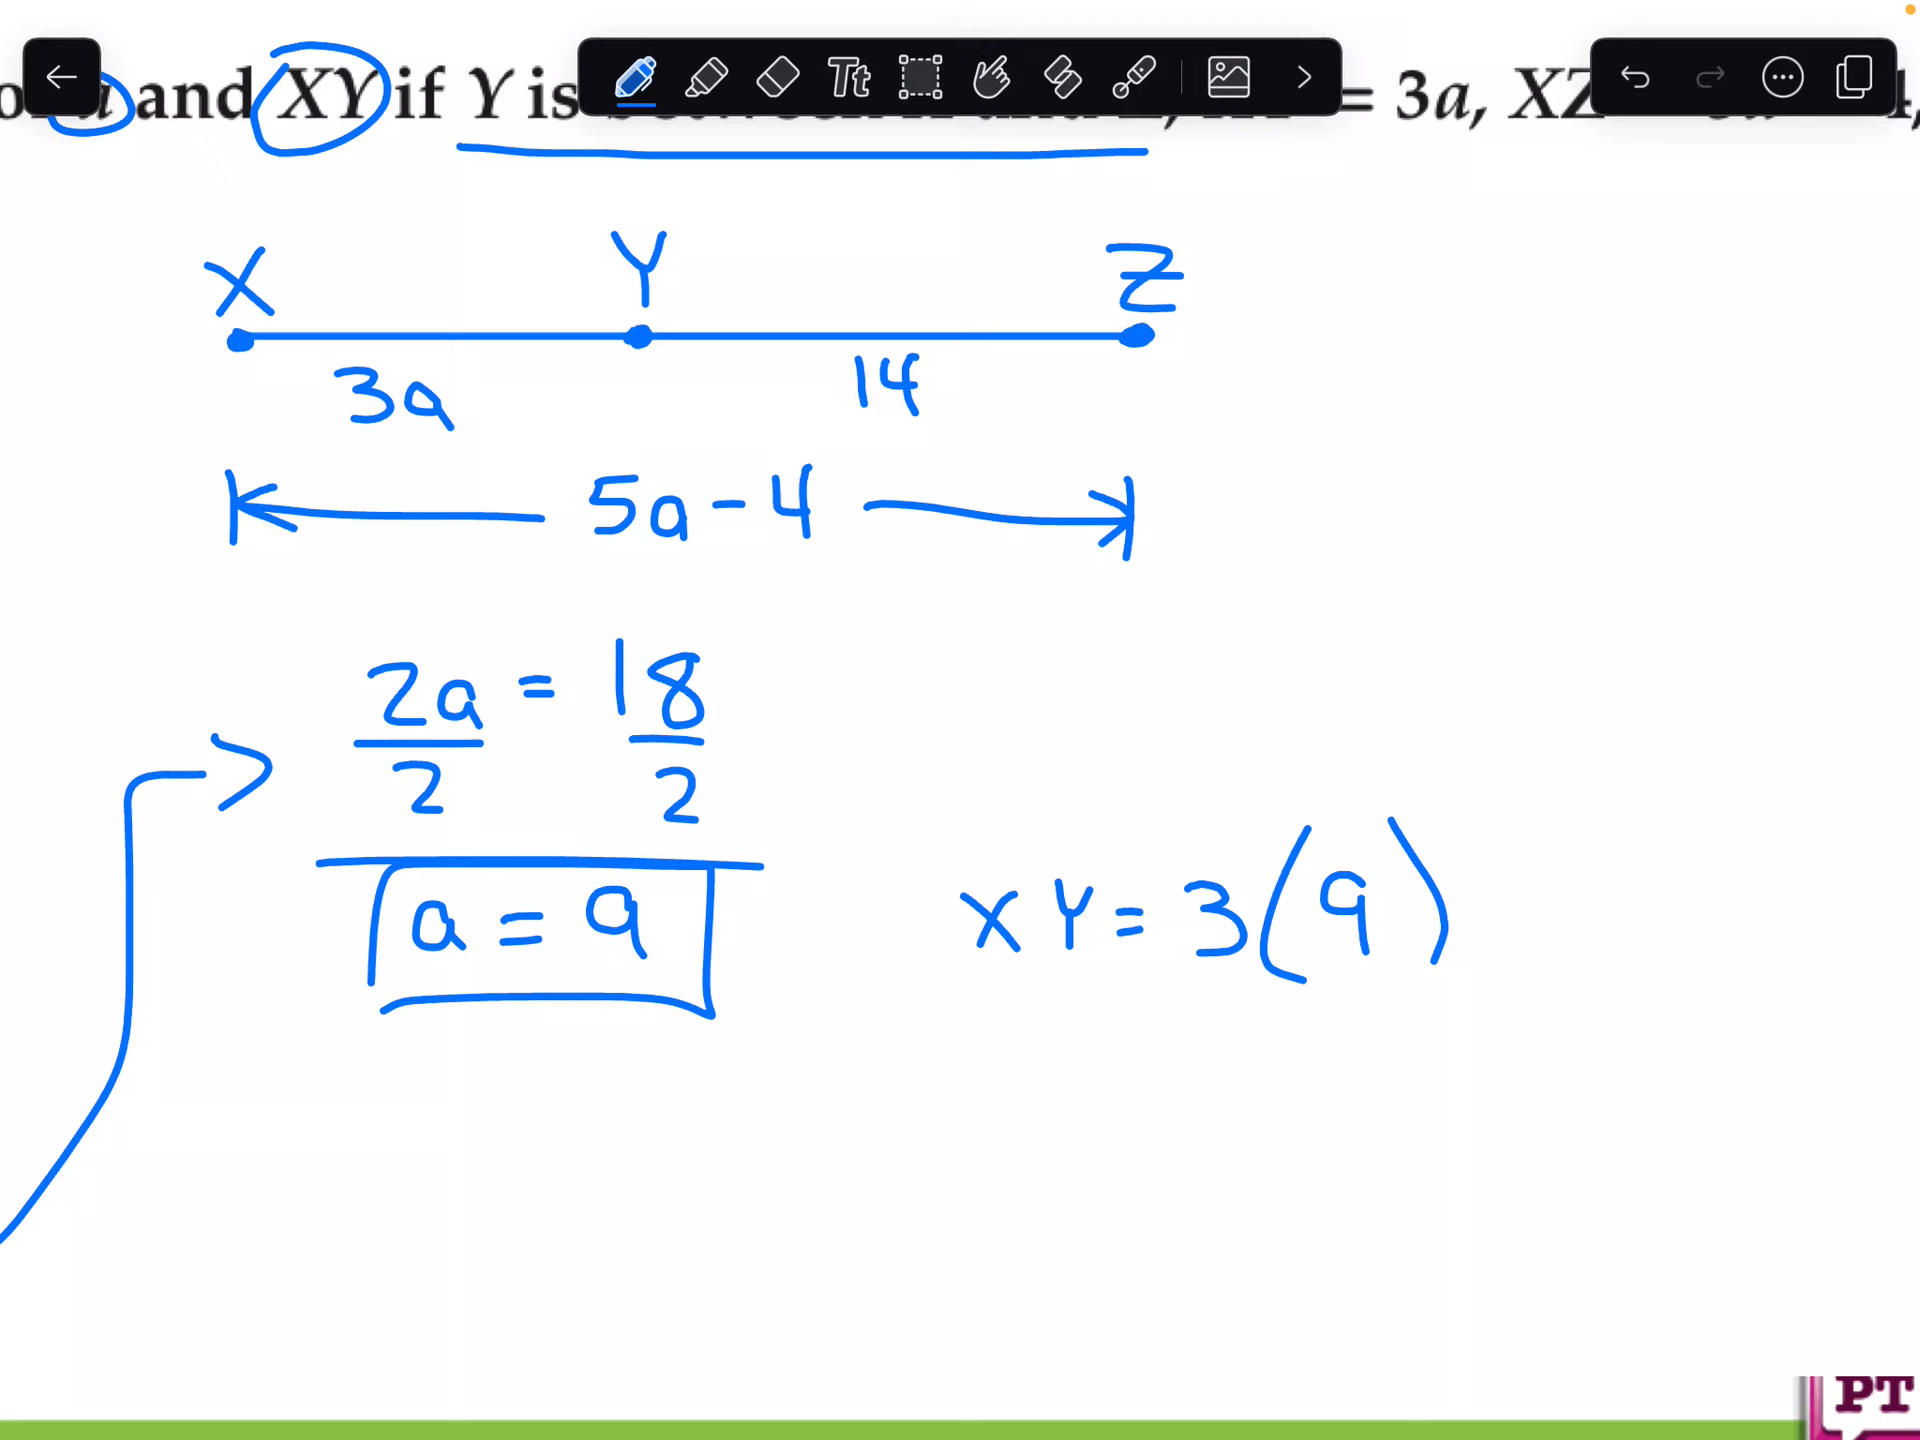 a and XY if Y is = 3a, XZ 4,
X Y Z
3a 14
5a - 4
2a = 18
2 2
a = 9
XY = 3(9)
PT